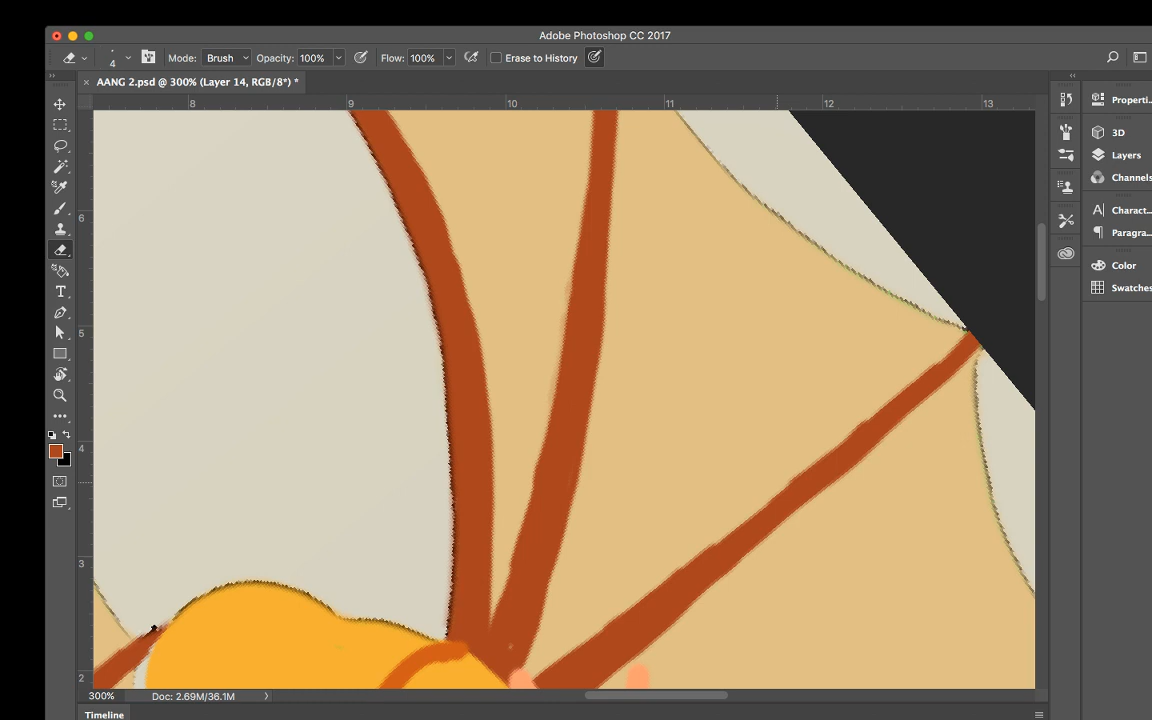 Adobe Photoshop CC 2017
4 Mode: Brush Opacity: 100% Flow: 100% Erase to History
× AANG 2.psd @ 300% (Layer 14, RGB/8*) *
8 9 10 11 12 13
Properti...
3D
Layers
Channels
6
Charact...
Paragra...
Color
Swatches
5
4
3
2
300% Doc: 2.69M/36.1M
Timeline